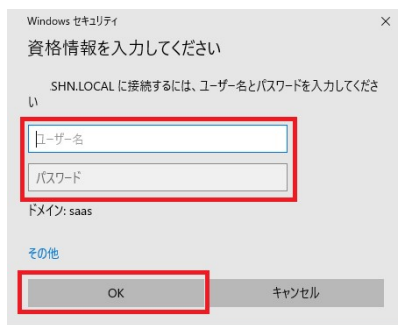 Windows セキュリティ
資格情報を入力してください
.SHN.LOCAL に接続するには、ユーザー名とパスワードを入力してくださ
い
ユーザー名
パスワード
ドメイン: saas
その他
OK
キャンセル